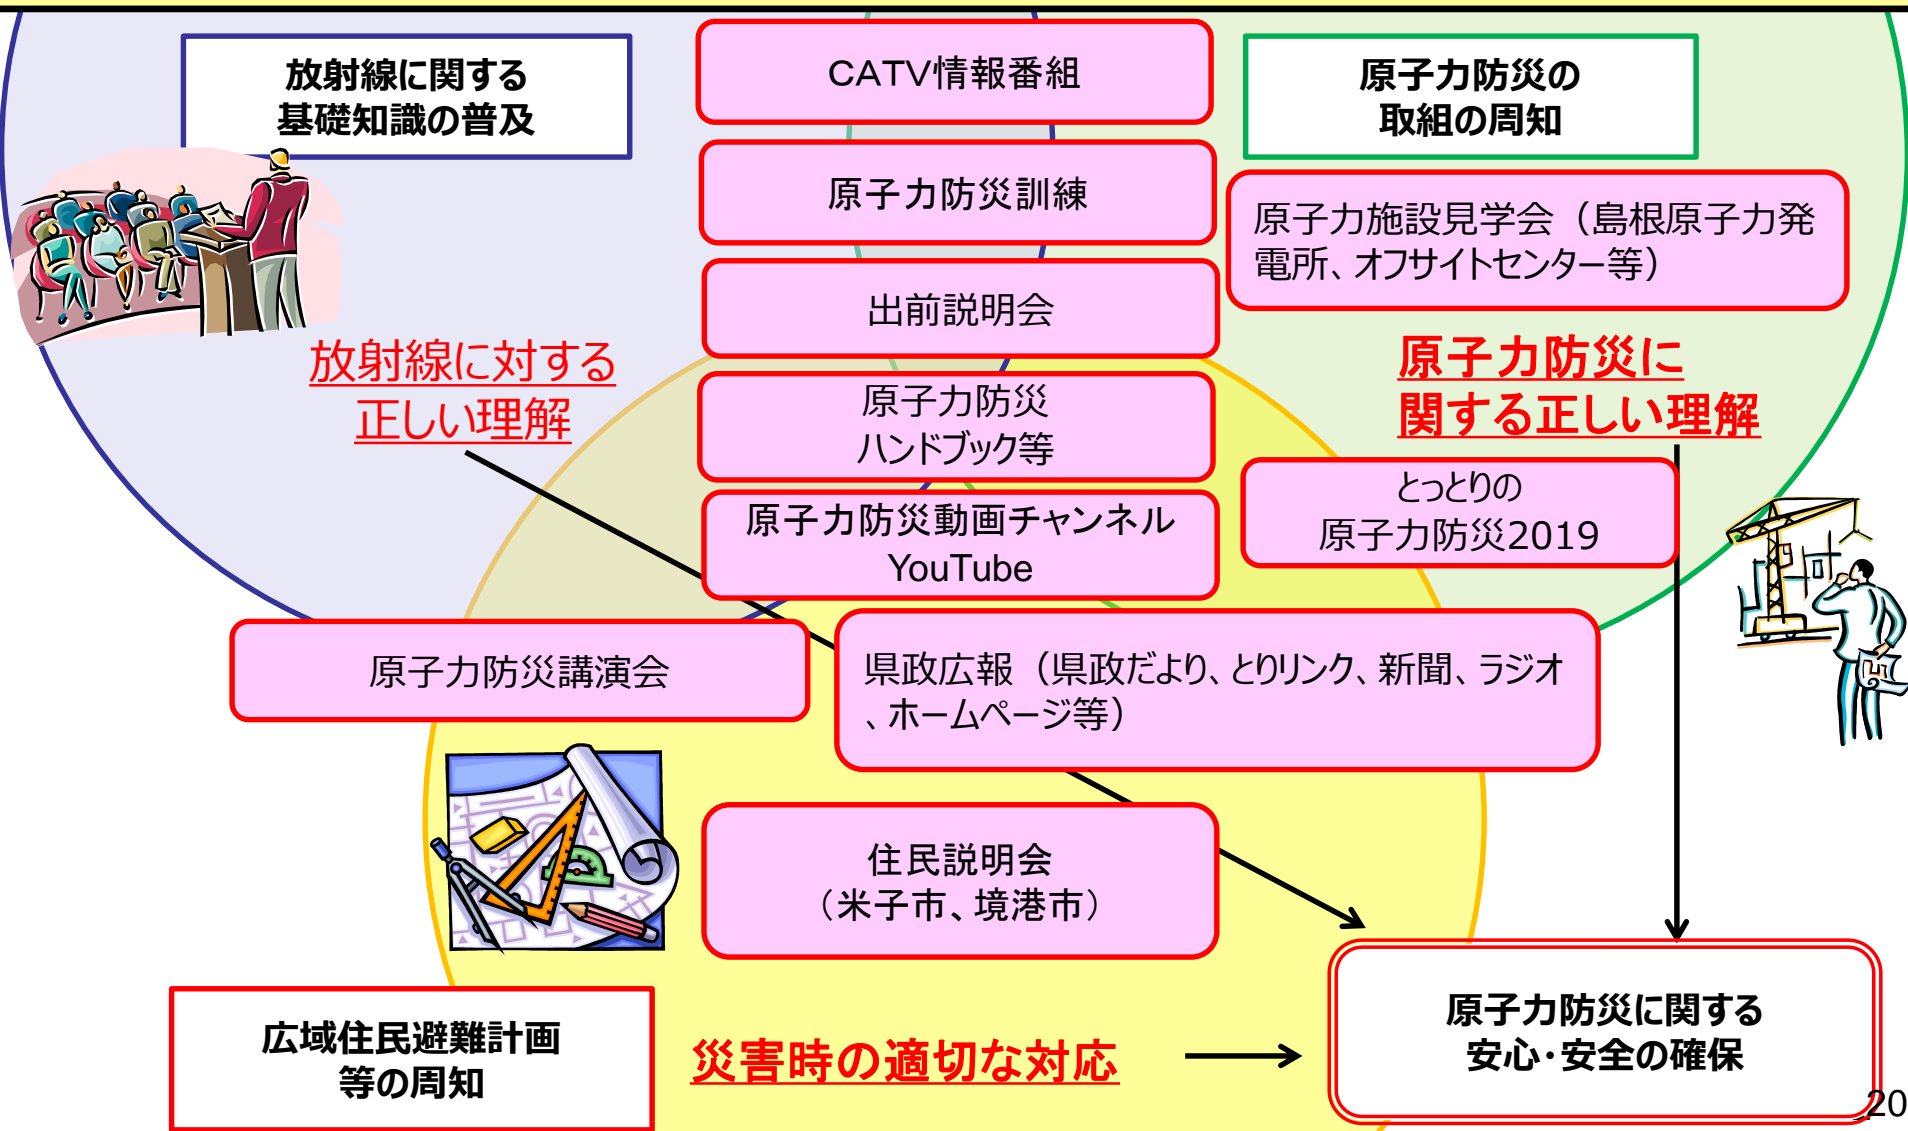 放射線に関する
基礎知識の普及
CATV情報番組
原子力防災の
取組の周知
原子力防災訓練
原子力施設見学会（島根原子力発
電所、オフサイトセンター等）
出前説明会
放射線に対する
正しい理解
原子力防災に
関する正しい理解
原子力防災
ハンドブック等
とっとりの
原子力防災2019
原子力防災動画チャンネル
YouTube
原子力防災講演会
県政広報（県政だより、とりリンク、新聞、ラジオ
、ホームページ等）
住民説明会
（米子市、境港市）
広域住民避難計画
等の周知
災害時の適切な対応
原子力防災に関する
安心・安全の確保
20